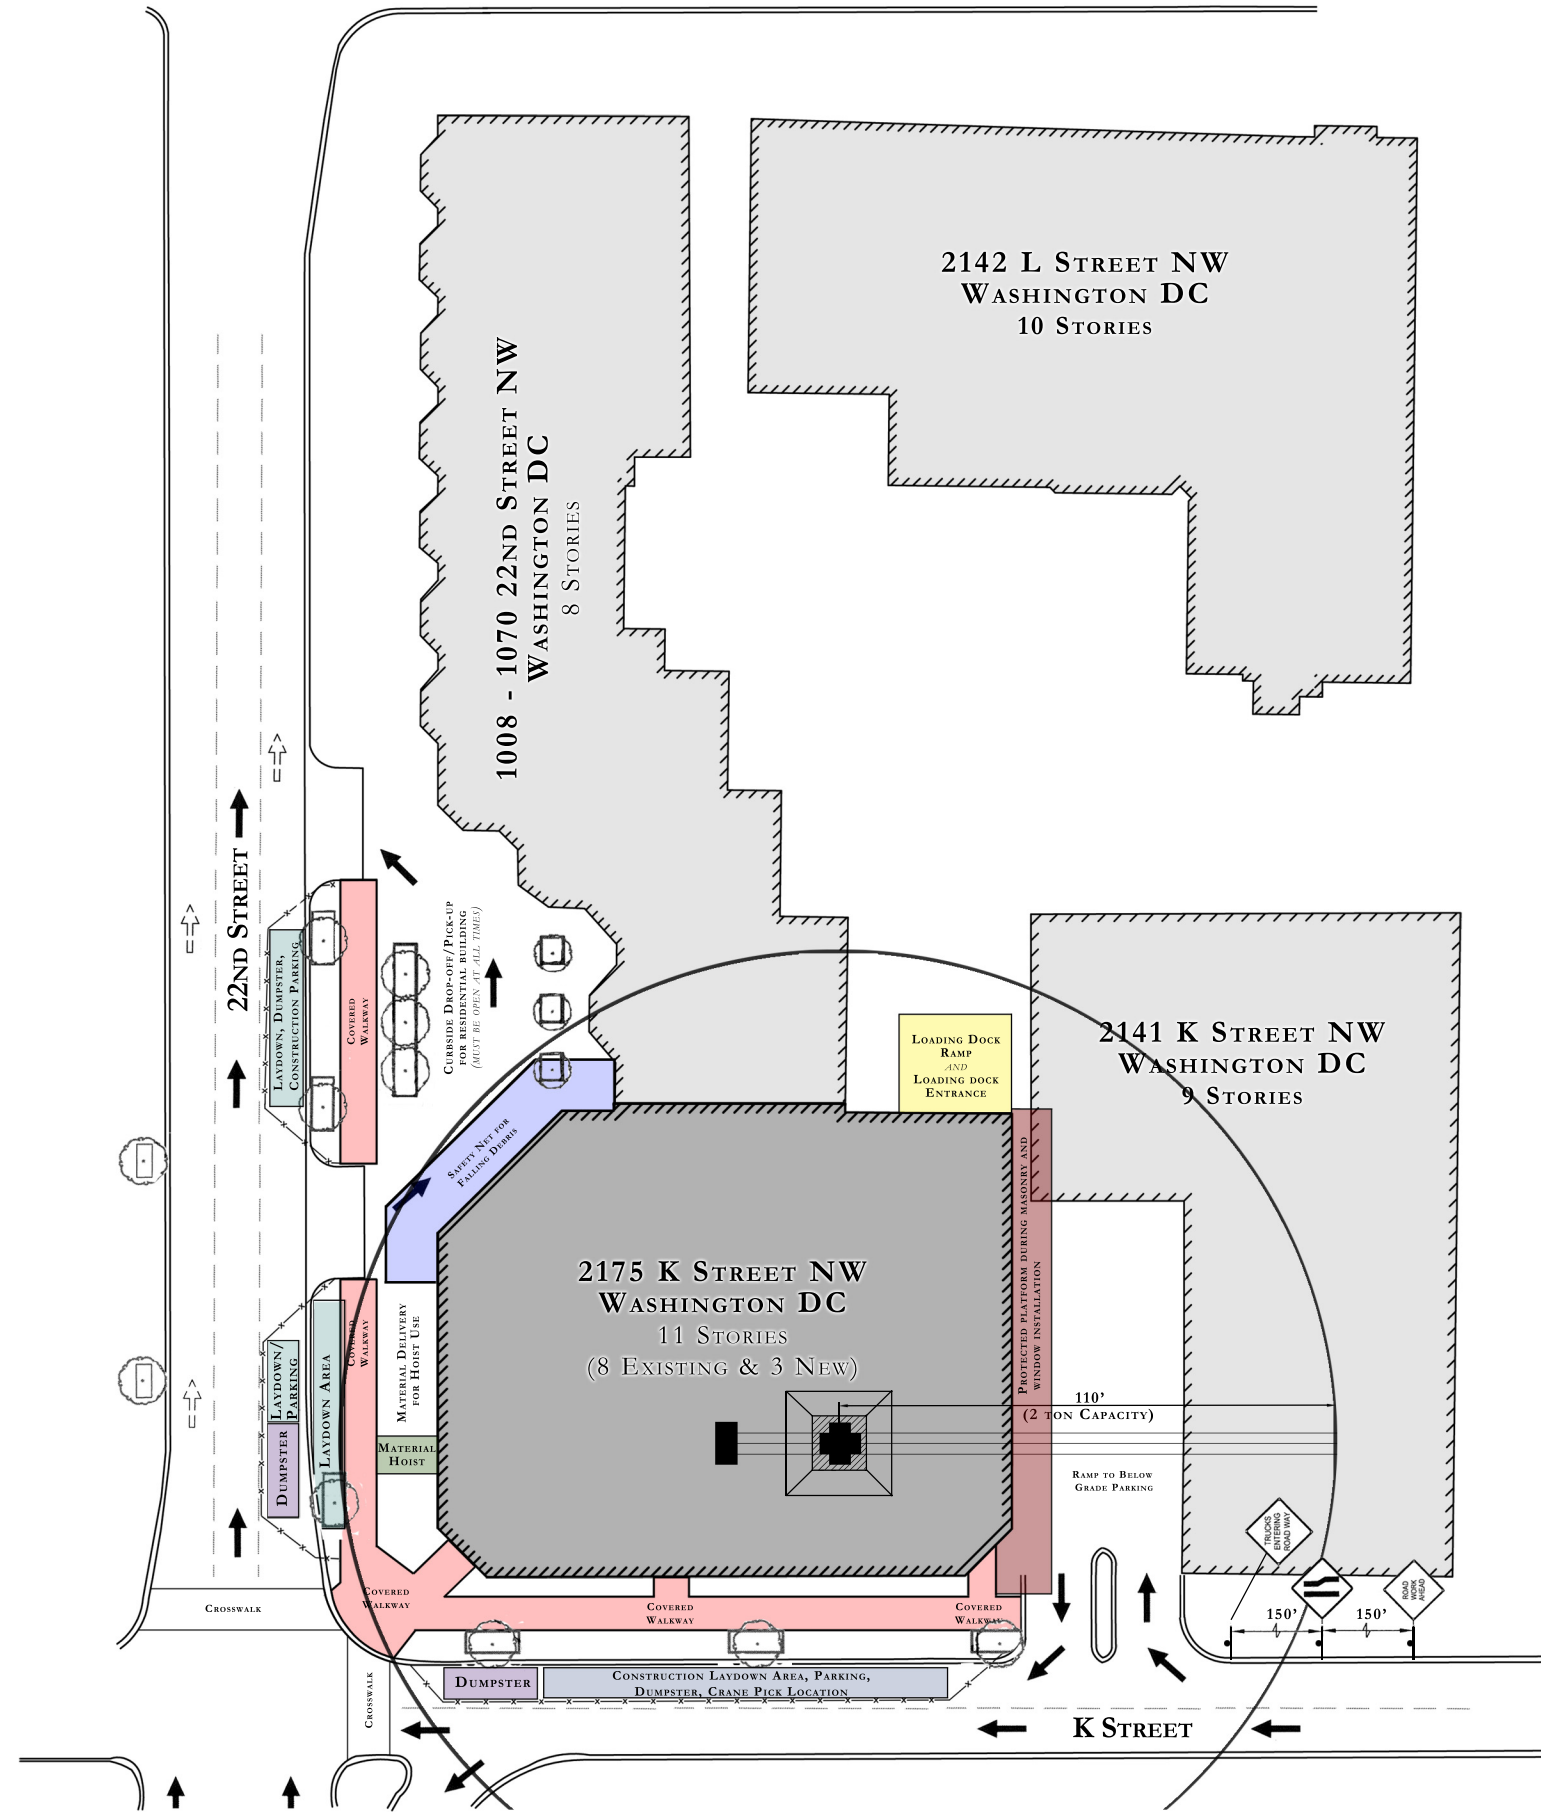 2142 L Street NW
Washington DC
10 Stories
1008 - 1070 22nd Street NW
Washington DC
8 Stories
22nd Street
Laydown, Dumpster,
Construction Parking
Covered
Walkway
Curbside Drop-off/Pick-up
for residential building
(must be open at all times)
Loading Dock
Ramp
and
Loading dock
Entrance
2141 K Street NW
Washington DC
9 Stories
Safety Net for
Falling Debris
Protected platform during masonry and
window installation
2175 K Street NW
Washington DC
11 Stories
(8 Existing & 3 New)
Laydown/
Parking
Dumpster
Laydown Area
Covered
Walkway
Material Delivery
for Hoist Use
Material
Hoist
110'
(2 ton Capacity)
Ramp to Below
Grade Parking
TRUCKS
ENTERING
ROAD WAY
ROAD
WORK
AHEAD
150'
150'
Crosswalk
Covered
Walkway
Covered
Walkway
Covered
Walkway
Crosswalk
Dumpster
Construction Laydown Area, Parking,
Dumpster, Crane Pick Location
K Street